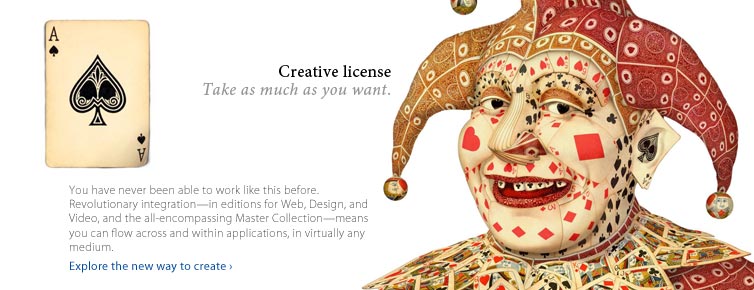 A
Creative license
Take as much as you want.
A
You have never been able to work like this before.
Revolutionary integration—in editions for Web, Design, and
Video, and the all-encompassing Master Collection—means
you can flow across and within applications, in virtually any
medium.
Explore the new way to create ›